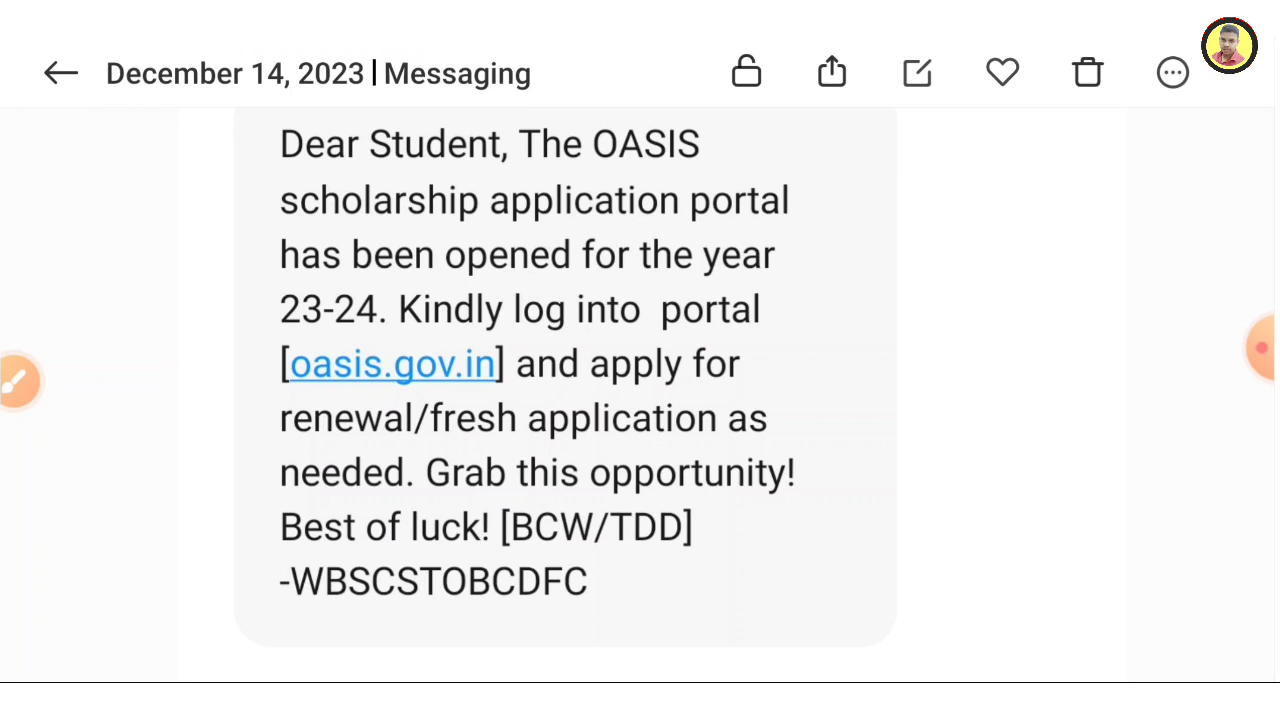 December 14, 2023 | Messaging
Dear Student, The OASIS
scholarship application portal
has been opened for the year
23-24. Kindly log into  portal
[oasis.gov.in] and apply for
renewal/fresh application as
needed. Grab this opportunity!
Best of luck! [BCW/TDD]
-WBSCSTOBCDFC